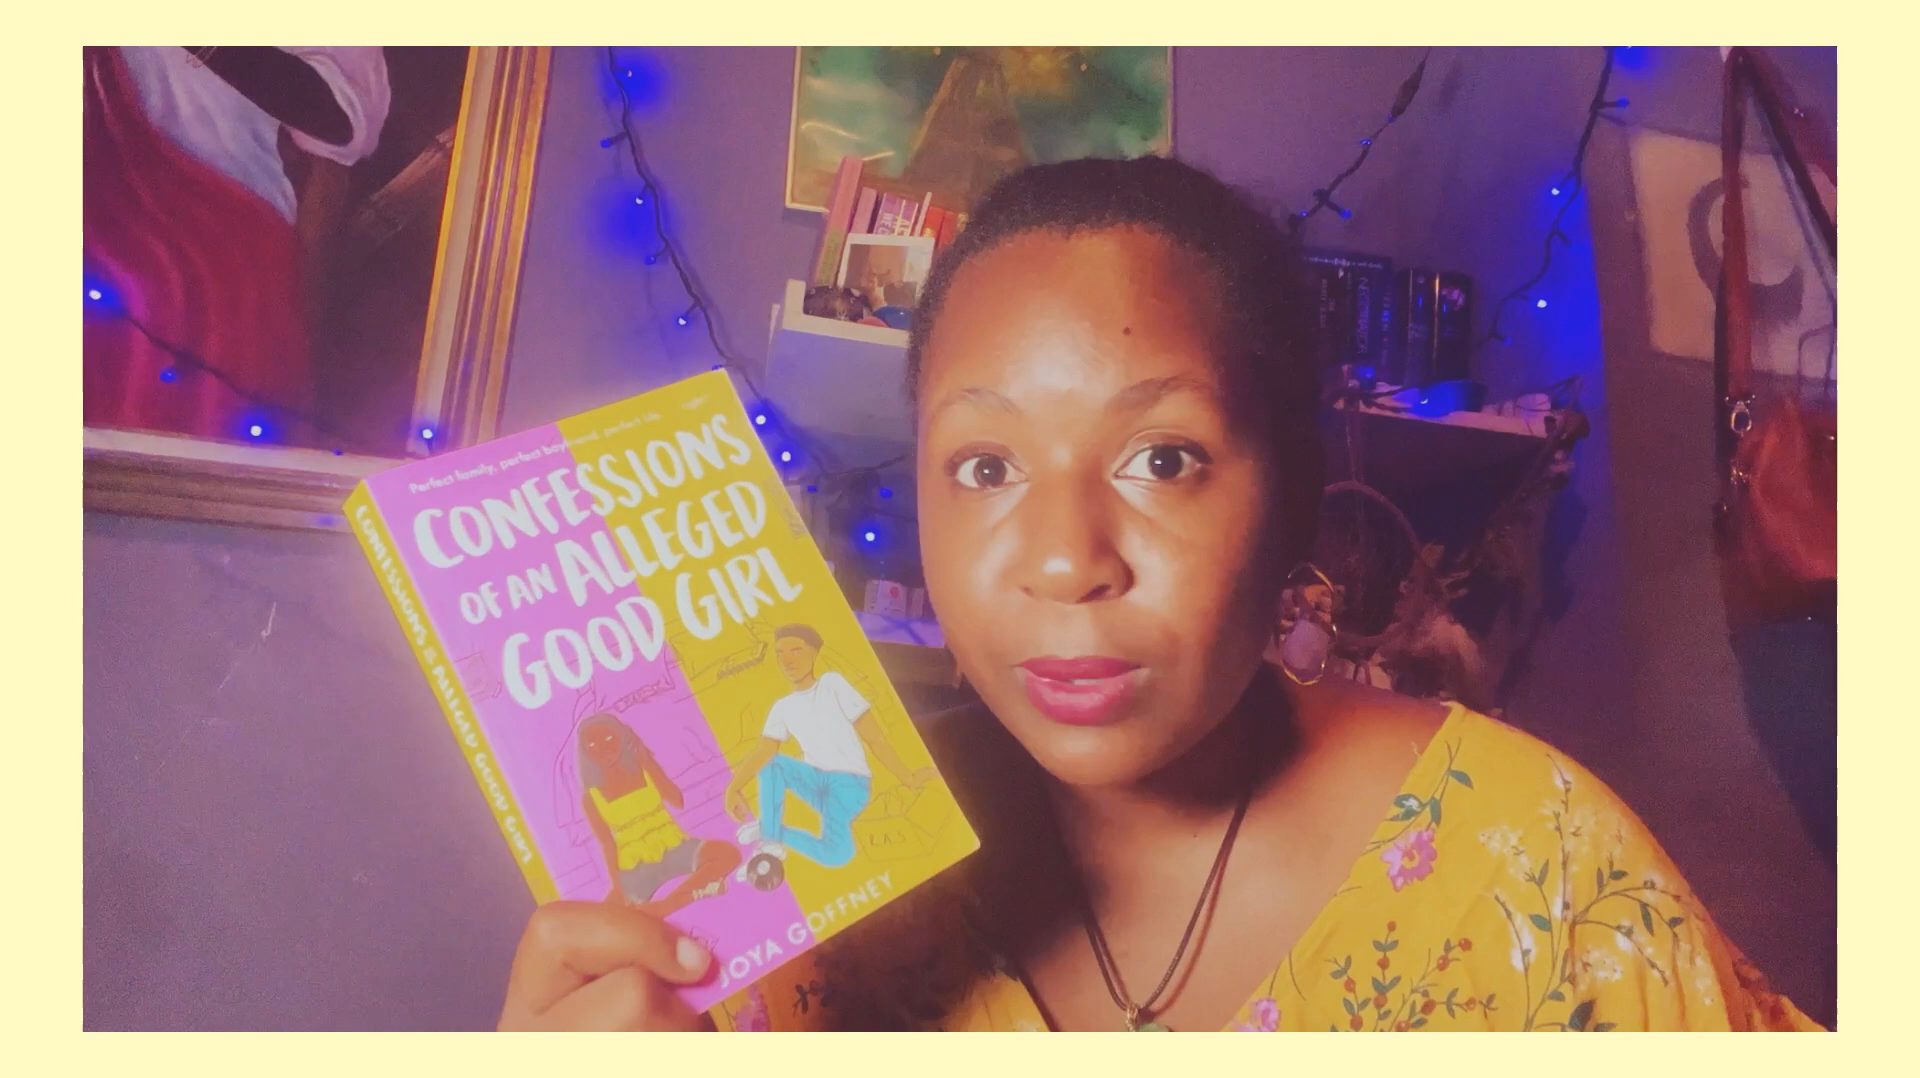 Perfect family, perfect boyfriend, perfect life
CONFESSIONS
OF AN ALLEGED
GOOD GIRL
JOYA GOFFNEY
CONFESSIONS OF AN ALLEGED GOOD GIRL